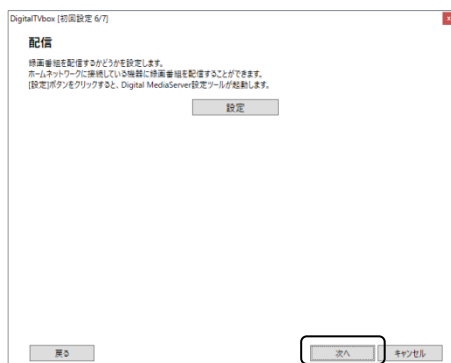 DigitalTVbox [初回設定 6/7]
配信
録画番組を配信するかどうかを設定します。
ホームネットワークに接続している機器に録画番組を配信することができます。
[設定]ボタンをクリックすると、Digital MediaServer設定ツールが起動します。
設定
戻る
次へ
キャンセル